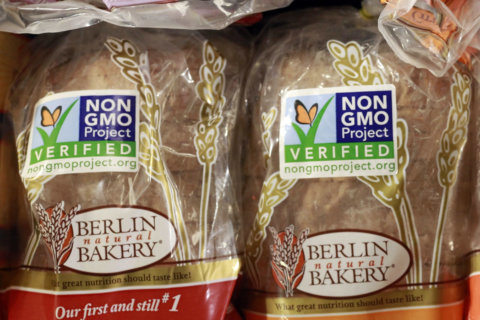 NON
GMO
Project
VERIFIED
nongmoproject.org
BERLIN
natural
BAKERY®
What great nutrition should taste like!
Our first and still #1
NON
GMO
Project
VERIFIED
nongmoproject.org
BERLIN
natural
BAKERY®
What great nutrition should taste like!